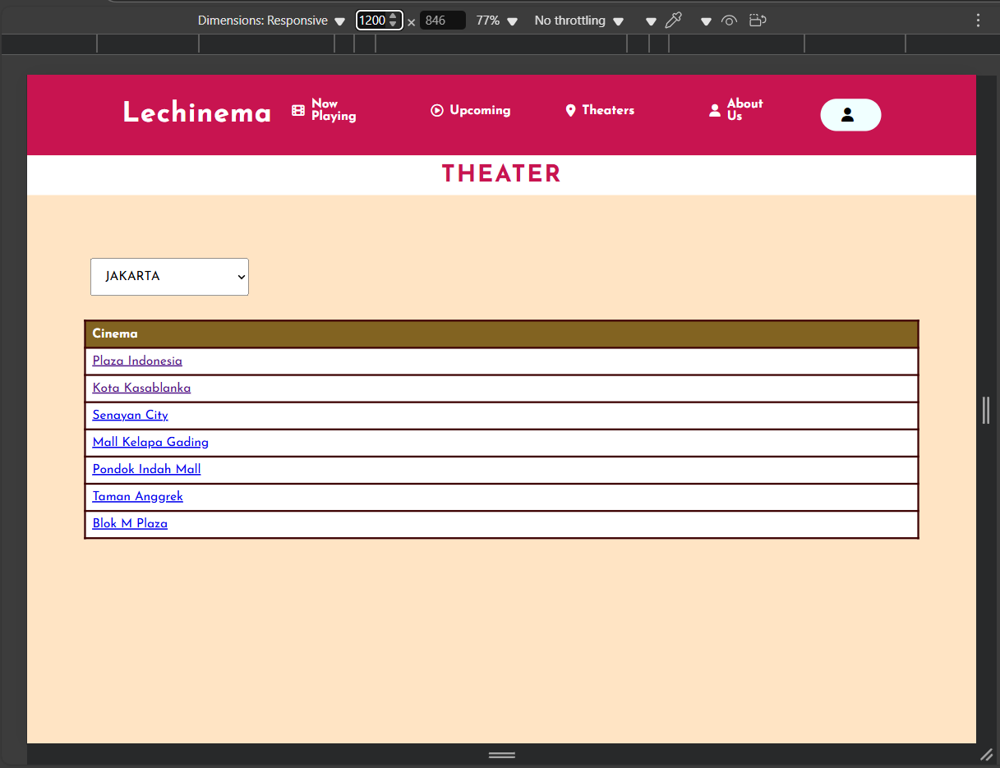 Dimensions: Responsive 1200 × 846 77% No throttling
Lechinema
Now
Playing
Upcoming
Theaters
About
Us
THEATER
JAKARTA
Cinema
Plaza Indonesia
Kota Kasablanka
Senayan City
Mall Kelapa Gading
Pondok Indah Mall
Taman Anggrek
Blok M Plaza